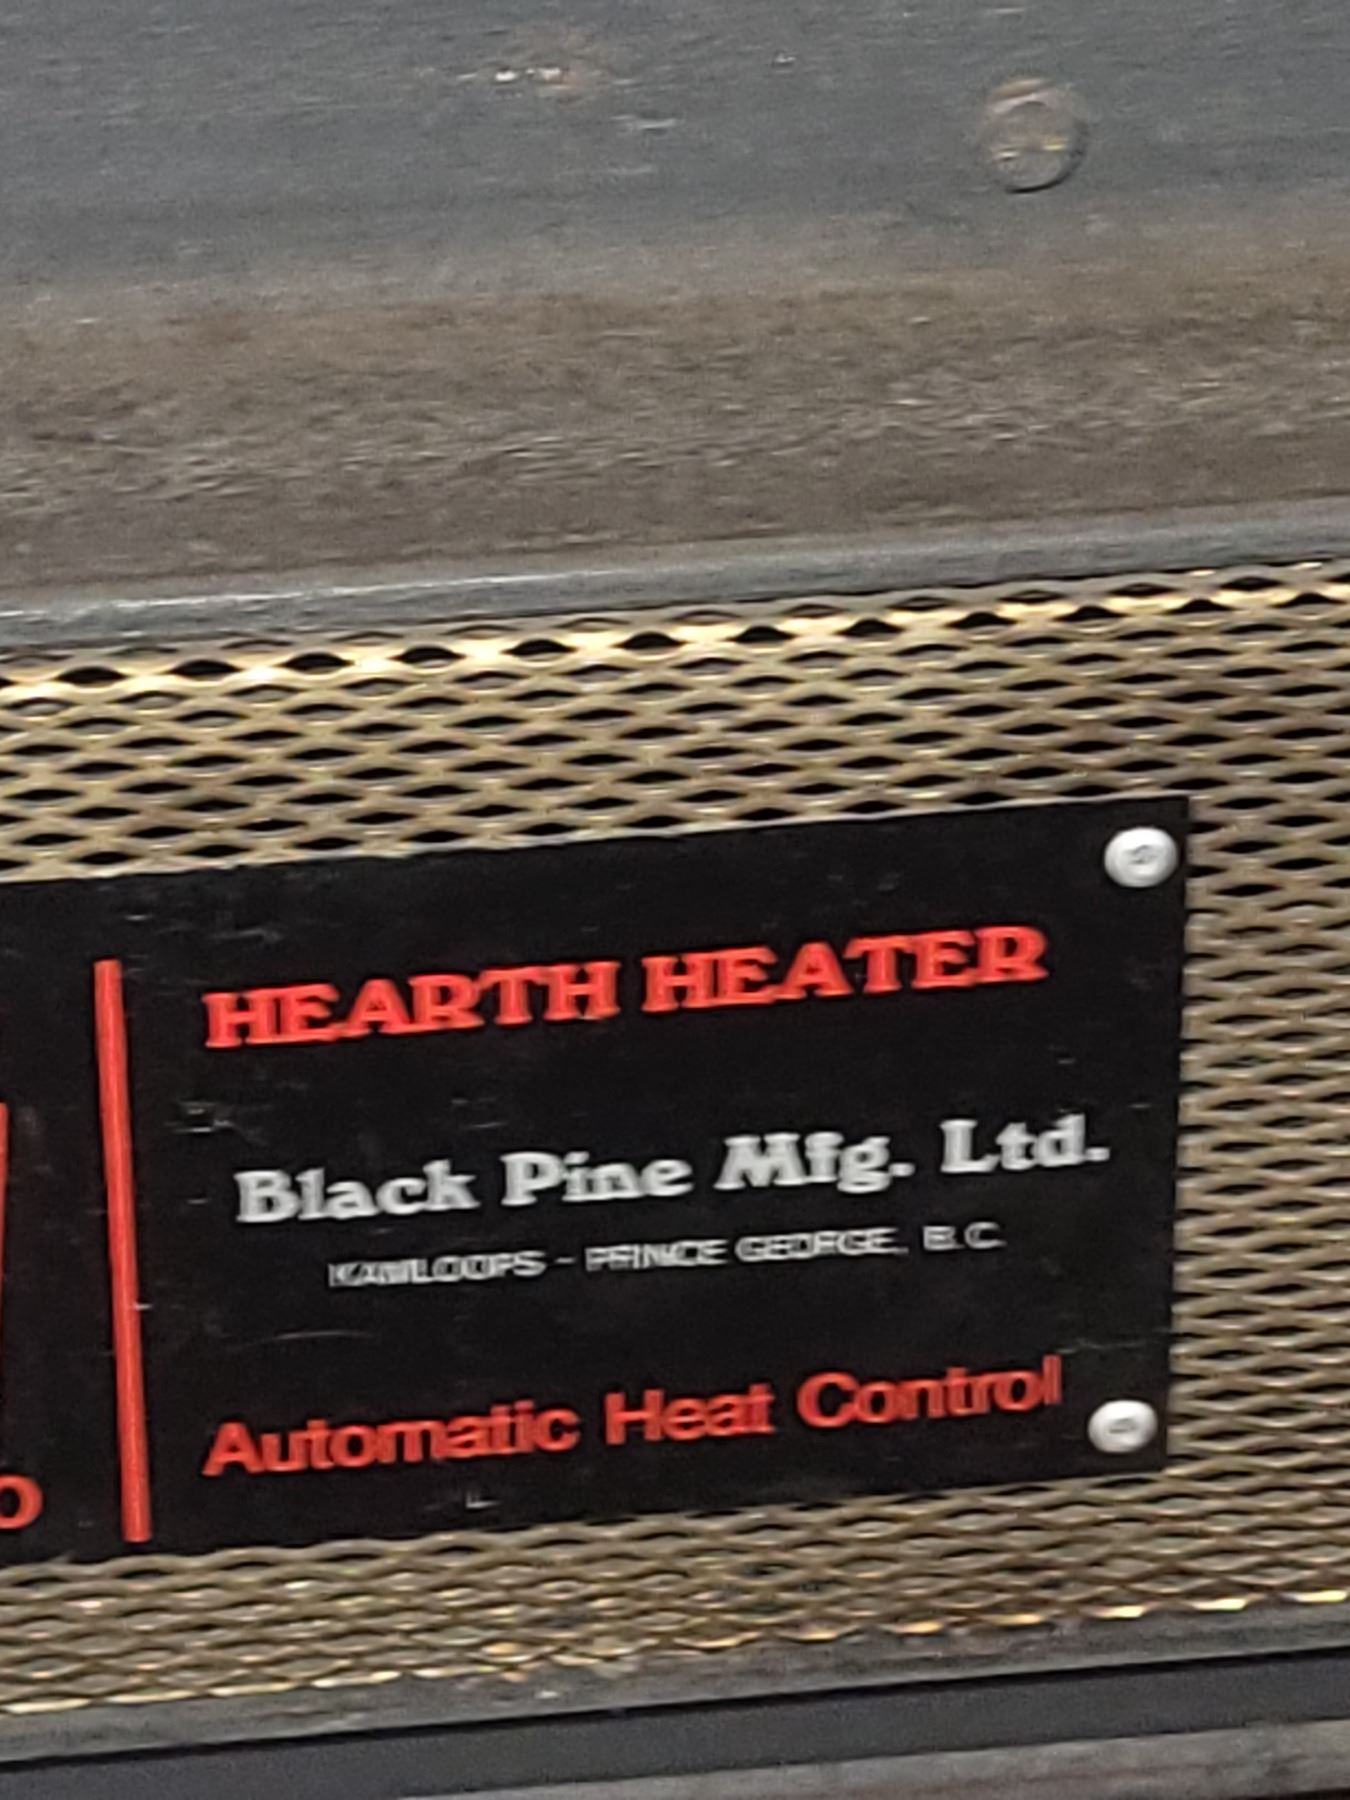 HEARTH HEATER
Black Pine Mfg. Ltd.
KAMLOOPS - PRINCE GEORGE, B.C.
Automatic Heat Control
o